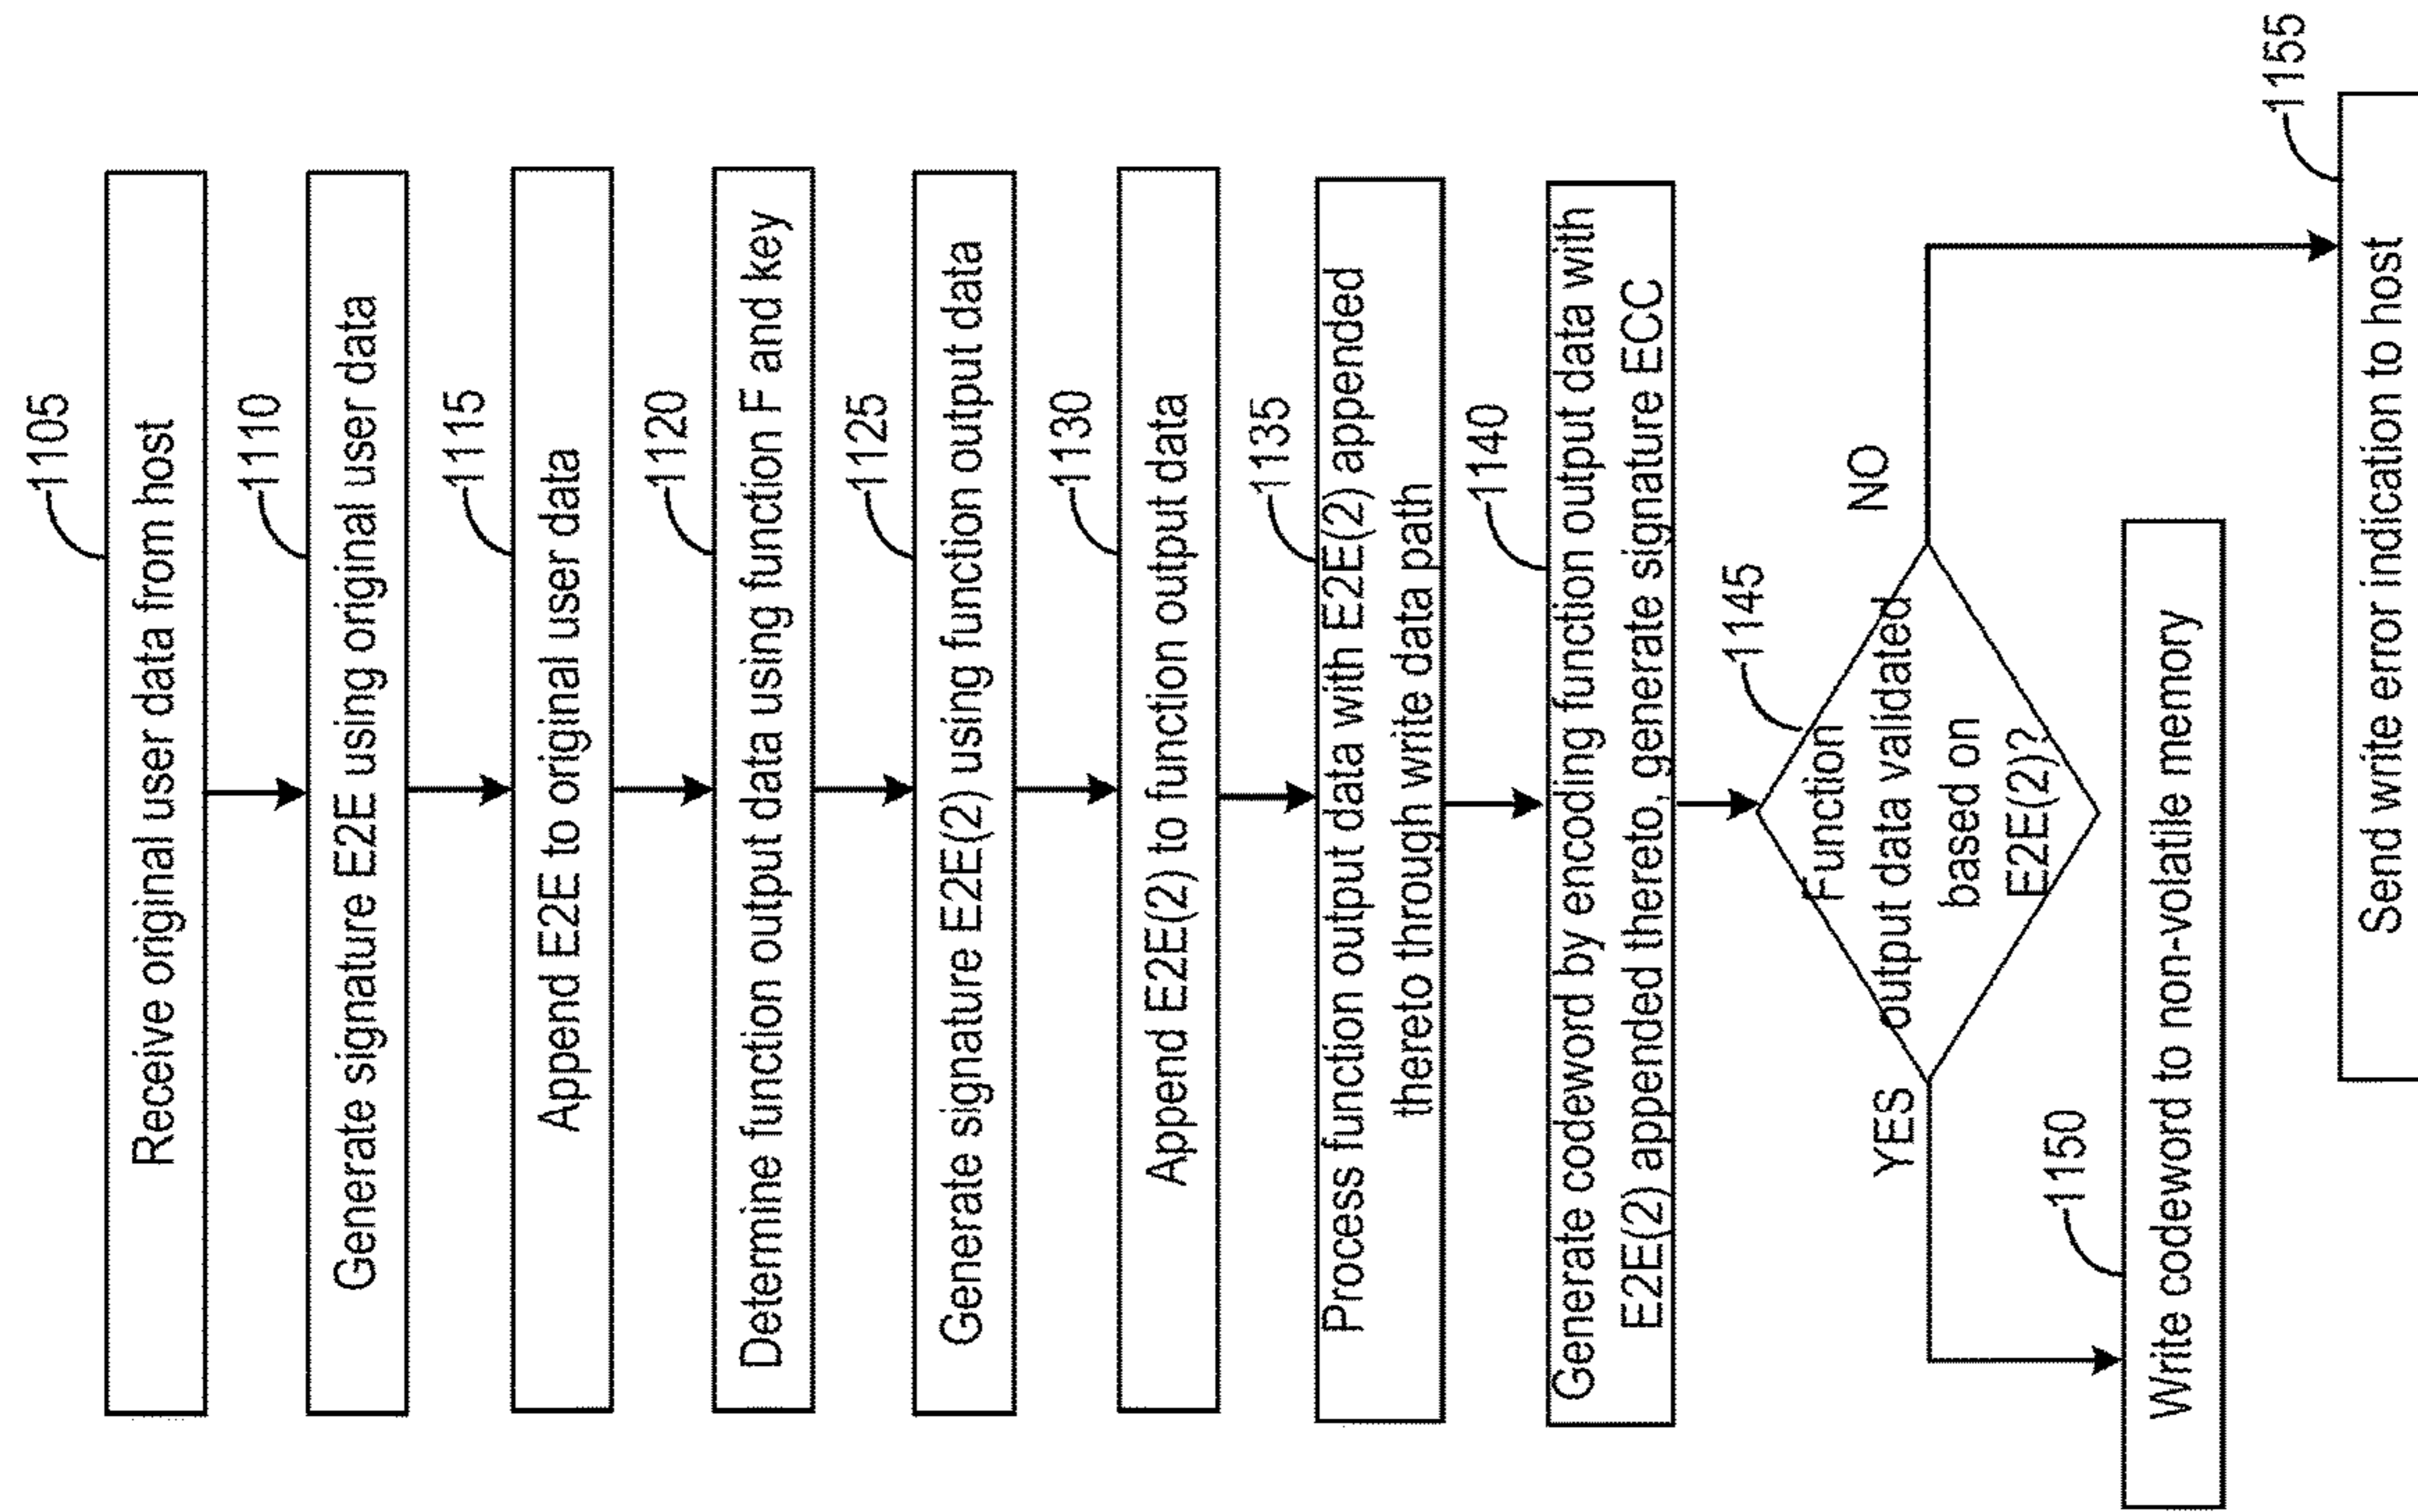 1105
Receive original user data from host
1110
Generate signature E2E using original user data
1115
Append E2E to original user data
1120
Determine function output data using function F and key
1125
Generate signature E2E(2) using function output data
1130
Append E2E(2) to function output data
1135
Process function output data with E2E(2) appended
thereto through write data path
1140
Generate codeword by encoding function output data with
E2E(2) appended thereto, generate signature ECC
1145
Function
output data validated
based on
E2E(2)?
YES
NO
1150
Write codeword to non-volatile memory
1155
Send write error indication to host